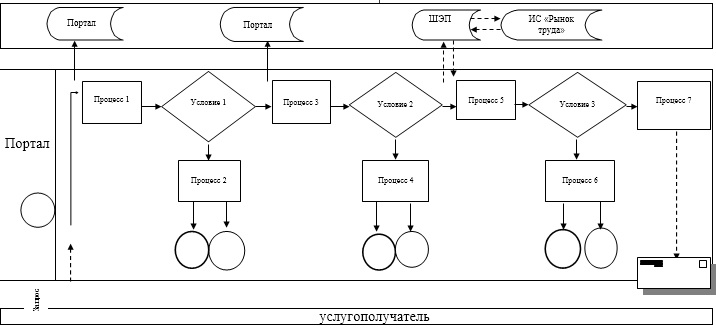 Портал
Портал
ШЭП
ИС «Рынок
труда»
Процесс 1
Условие 1
Процесс 3
Условие 2
Процесс 5
Условие 3
Процесс 7
Портал
Процесс 2
Процесс 4
Процесс 6
Запрос
услугополучатель